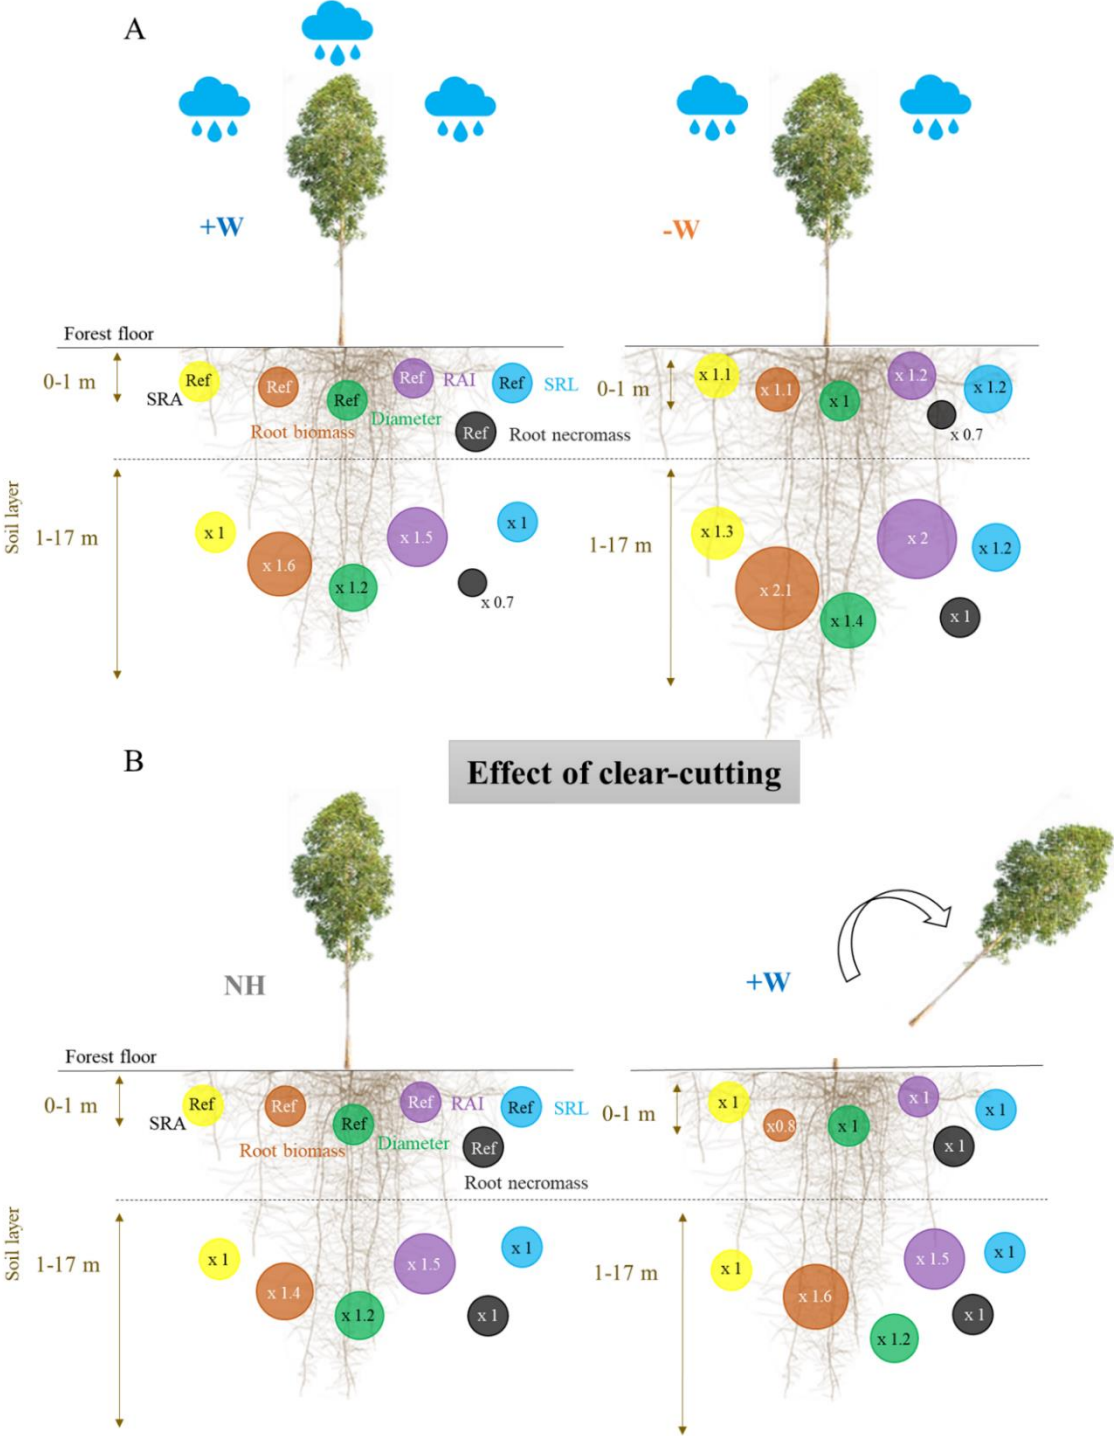 A
+W
-W
Forest floor
0-1 m
Ref
SRA
Ref
Root biomass
Ref
Diameter
Ref
RAI
Ref
SRL
Ref
Root necromass
0-1 m
x 1.1
x 1.1
x 1
x 1.2
x 1.2
x 0.7
Soil layer
1-17 m
x 1
x 1.6
x 1.2
x 1.5
x 1
x 0.7
1-17 m
x 1.3
x 2.1
x 1.4
x 2
x 1.2
x 1
B
Effect of clear-cutting
NH
+W
Forest floor
0-1 m
Ref
SRA
Ref
Root biomass
Ref
Diameter
Ref
RAI
Ref
SRL
Ref
Root necromass
0-1 m
x 1
x0.8
x 1
x 1
x 1
x 1
Soil layer
1-17 m
x 1
x 1.4
x 1.2
x 1.5
x 1
x 1
1-17 m
x 1
x 1.6
x 1.2
x 1.5
x 1
x 1